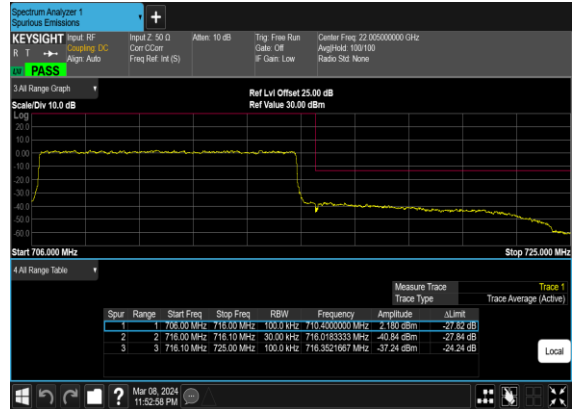 Spectrum Analyzer 1
Spurious Emissions
KEYSIGHT Input: RF Input Z: 50 Ω Atten: 10 dB Trig: Free Run Center Freq: 22.005000000 GHz
R T Coupling: DC Corr CCorr Gate: Off Avg|Hold: 100/100
Align: Auto Freq Ref: Int (S) IF Gain: Low Radio Std: None
PASS
3 All Range Graph
Ref Lvl Offset 25.00 dB
Scale/Div 10.0 dB Ref Value 30.00 dBm
Log
20.0
10.0
0.00
-10.0
-20.0
-30.0
-40.0
-50.0
-60.0
Start 706.000 MHz Stop 725.000 MHz
4 All Range Table
Measure Trace Trace 1
Trace Type Trace Average (Active)
Spur Range Start Freq Stop Freq RBW Frequency Amplitude ΔLimit
1 1 706.00 MHz 716.00 MHz 100.0 kHz 710.4000000 MHz 2.180 dBm -27.82 dB
2 2 716.00 MHz 716.10 MHz 30.00 kHz 716.0183333 MHz -40.84 dBm -27.84 dB
3 3 716.10 MHz 725.00 MHz 100.0 kHz 716.3521667 MHz -37.24 dBm -24.24 dB
Local
Mar 08, 2024
11:52:58 PM